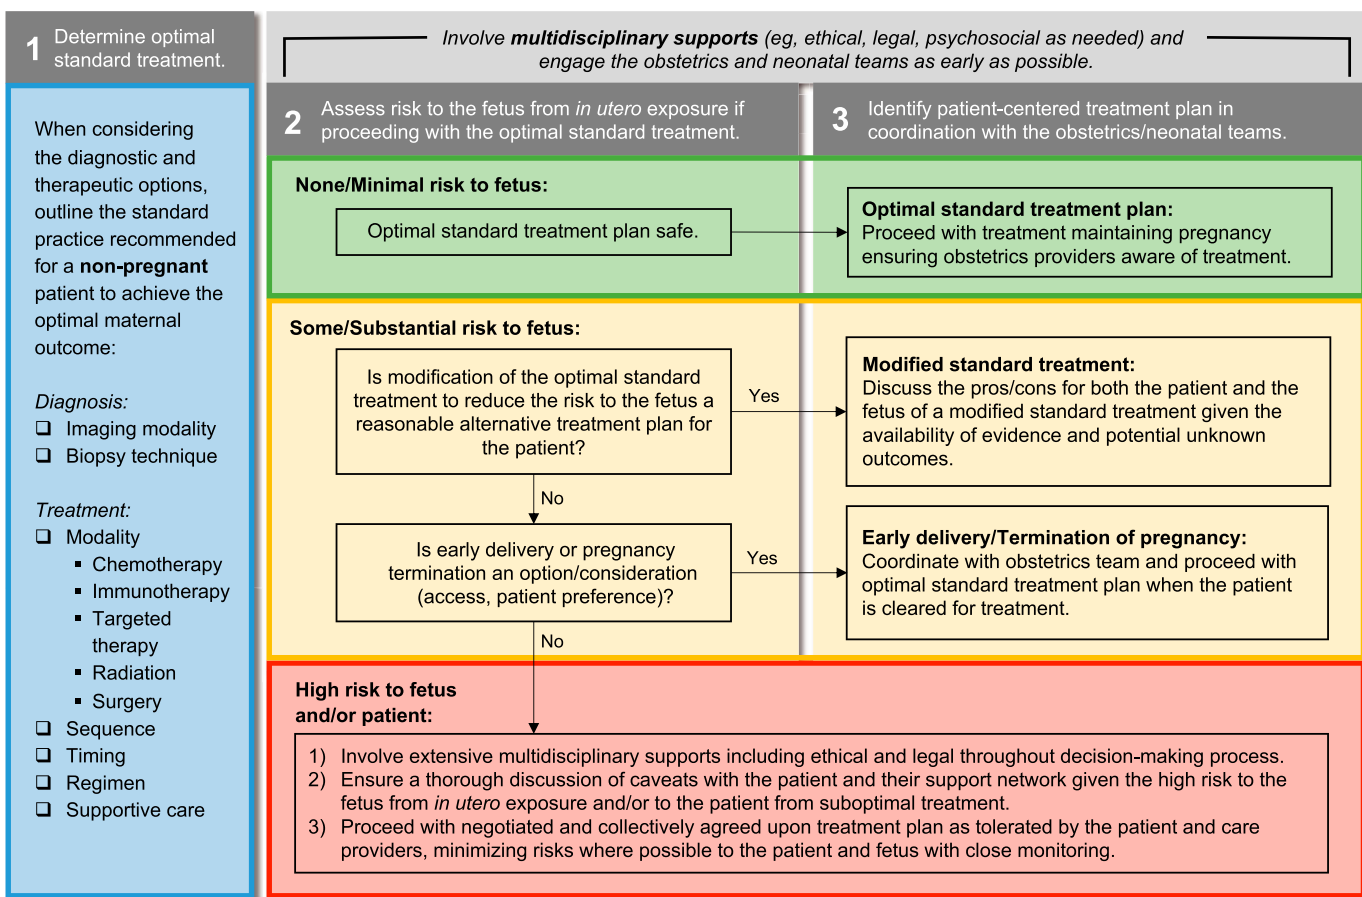 1 Determine optimal
standard treatment.
When considering
the diagnostic and
therapeutic options,
outline the standard
practice recommended
for a non-pregnant
patient to achieve the
optimal maternal
outcome:
Diagnosis:
❑ Imaging modality
❑ Biopsy technique
Treatment:
❑ Modality
▪ Chemotherapy
▪ Immunotherapy
▪ Targeted
therapy
▪ Radiation
▪ Surgery
❑ Sequence
❑ Timing
❑ Regimen
❑ Supportive care
Involve multidisciplinary supports (eg, ethical, legal, psychosocial as needed) and
engage the obstetrics and neonatal teams as early as possible.
2 Assess risk to the fetus from in utero exposure if
proceeding with the optimal standard treatment.
3 Identify patient-centered treatment plan in
coordination with the obstetrics/neonatal teams.
None/Minimal risk to fetus:
Optimal standard treatment plan safe.
Optimal standard treatment plan:
Proceed with treatment maintaining pregnancy
ensuring obstetrics providers aware of treatment.
Some/Substantial risk to fetus:
Is modification of the optimal standard
treatment to reduce the risk to the fetus a
reasonable alternative treatment plan for
the patient?
Yes
Modified standard treatment:
Discuss the pros/cons for both the patient and the
fetus of a modified standard treatment given the
availability of evidence and potential unknown
outcomes.
No
Is early delivery or pregnancy
termination an option/consideration
(access, patient preference)?
Yes
Early delivery/Termination of pregnancy:
Coordinate with obstetrics team and proceed with
optimal standard treatment plan when the patient
is cleared for treatment.
No
High risk to fetus
and/or patient:
1) Involve extensive multidisciplinary supports including ethical and legal throughout decision-making process.
2) Ensure a thorough discussion of caveats with the patient and their support network given the high risk to the
fetus from in utero exposure and/or to the patient from suboptimal treatment.
3) Proceed with negotiated and collectively agreed upon treatment plan as tolerated by the patient and care
providers, minimizing risks where possible to the patient and fetus with close monitoring.